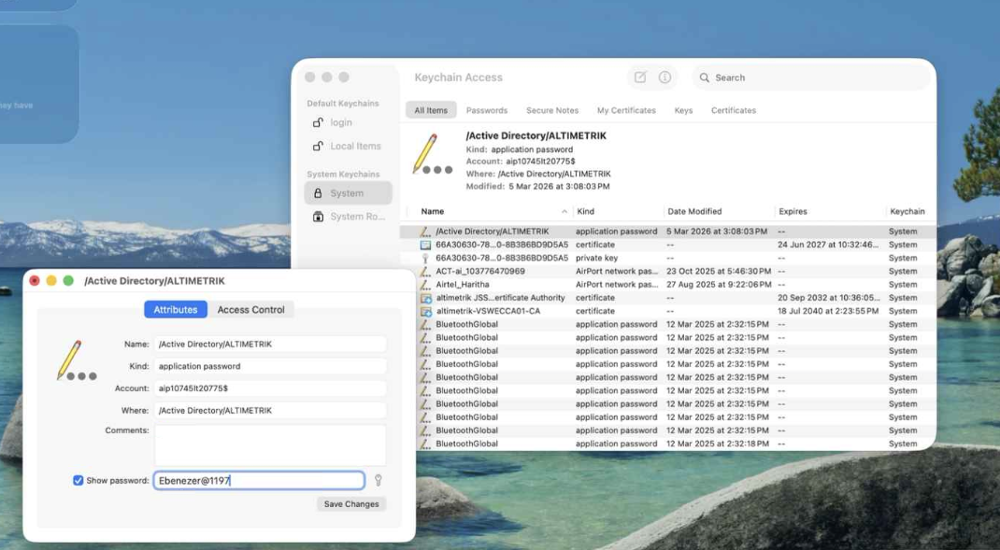 ney have
Keychain Access
Search
Default Keychains
login
Local Items
System Keychains
System
System Ro...
All Items
Passwords
Secure Notes
My Certificates
Keys
Certificates
/Active Directory/ALTIMETRIK
Kind: application password
Account: aip10745lt20775$
Where: /Active Directory/ALTIMETRIK
Modified: 5 Mar 2026 at 3:08:03 PM
Name Kind Date Modified Expires Keychain
/Active Directory/ALTIMETRIK application password 5 Mar 2026 at 3:08:03 PM -- System
66A30630-78...0-8B3B6BD9D5A5 certificate -- 24 Jun 2027 at 10:32:46... System
66A30630-78...0-8B3B6BD9D5A5 private key -- -- System
ACT-ai_103776470969 AirPort network pas... 23 Oct 2025 at 5:46:30 PM -- System
Airtel_Haritha AirPort network pas... 27 Aug 2025 at 9:22:06 PM -- System
altimetrik JSS...ertificate Authority certificate -- 20 Sep 2032 at 10:36:05... System
altimetrik-VSWECCA01-CA certificate -- 18 Jul 2040 at 2:23:55 PM System
BluetoothGlobal application password 12 Mar 2025 at 2:32:15 PM -- System
BluetoothGlobal application password 12 Mar 2025 at 2:32:15 PM -- System
BluetoothGlobal application password 12 Mar 2025 at 2:32:15 PM -- System
BluetoothGlobal application password 12 Mar 2025 at 2:32:15 PM -- System
BluetoothGlobal application password 12 Mar 2025 at 2:32:15 PM -- System
BluetoothGlobal application password 12 Mar 2025 at 2:32:15 PM -- System
BluetoothGlobal application password 12 Mar 2025 at 2:32:15 PM -- System
BluetoothGlobal application password 12 Mar 2025 at 2:32:15 PM -- System
BluetoothGlobal application password 12 Mar 2025 at 2:32:15 PM -- System
BluetoothGlobal application password 12 Mar 2025 at 2:32:18 PM -- System
/Active Directory/ALTIMETRIK
Attributes
Access Control
Name: /Active Directory/ALTIMETRIK
Kind: application password
Account: aip10745lt20775$
Where: /Active Directory/ALTIMETRIK
Comments:
Show password: Ebenezer@1197
Save Changes